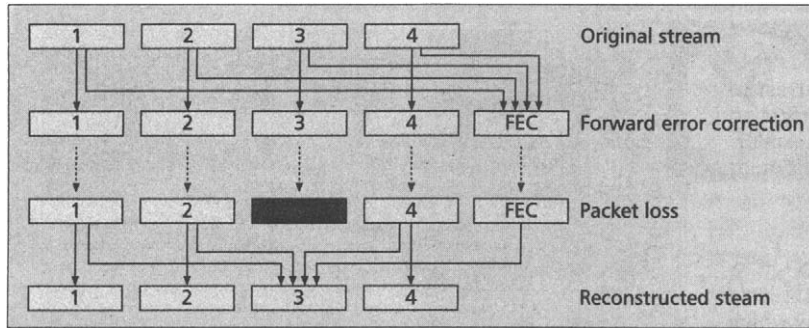 1 2 3 4 Original stream
1 2 3 4 FEC Forward error correction
1 2 4 FEC Packet loss
1 2 3 4 Reconstructed steam